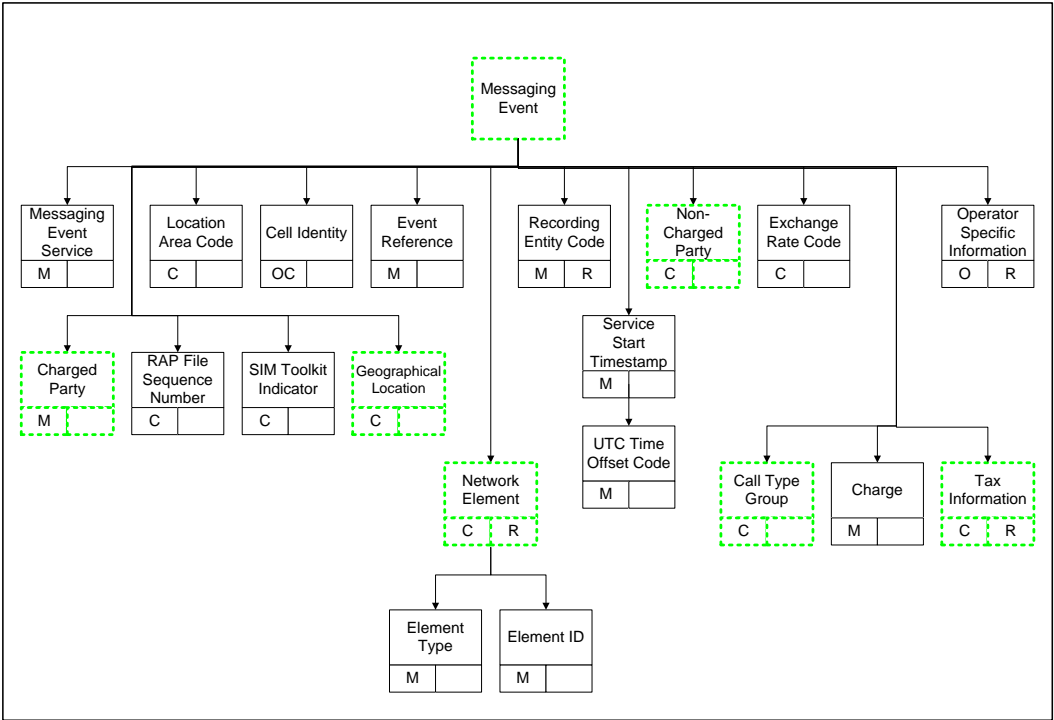 Messaging
Event
Messaging
Event
Service
M
Location
Area Code
C
Cell Identity
OC
Event
Reference
M
Recording
Entity Code
M R
Non-
Charged
Party
C
Exchange
Rate Code
C
Operator
Specific
Information
O R
Charged
Party
M
RAP File
Sequence
Number
C
SIM Toolkit
Indicator
C
Geographical
Location
C
Service
Start
Timestamp
M
UTC Time
Offset Code
M
Network
Element
C R
Call Type
Group
C
Charge
M
Tax
Information
C R
Element
Type
M
Element ID
M